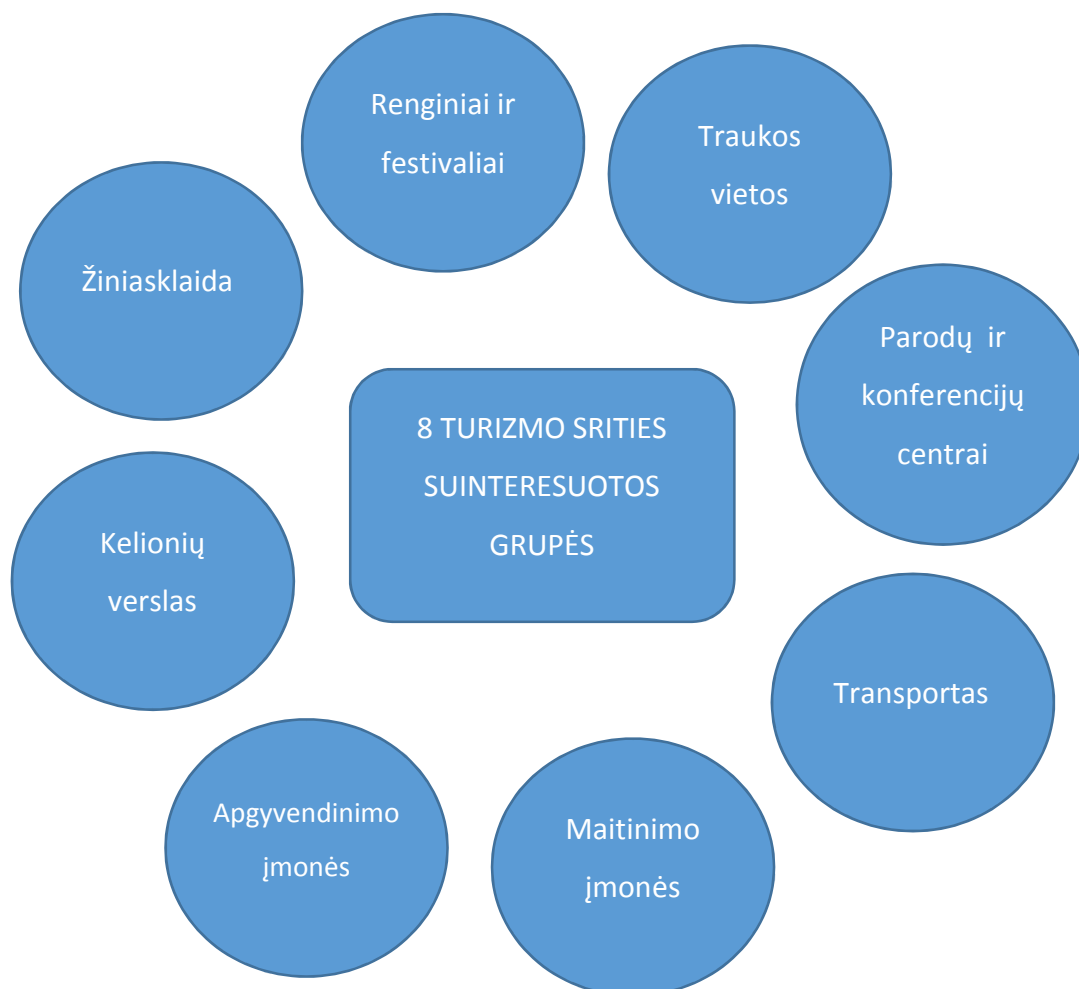 Renginiai ir
festivaliai
Traukos
vietos
Žiniasklaida
Parodų ir
konferencijų
centrai
8 TURIZMO SRITIES
SUINTERESUOTOS
GRUPĖS
Kelionių
verslas
Transportas
Apgyvendinimo
įmonės
Maitinimo
įmonės